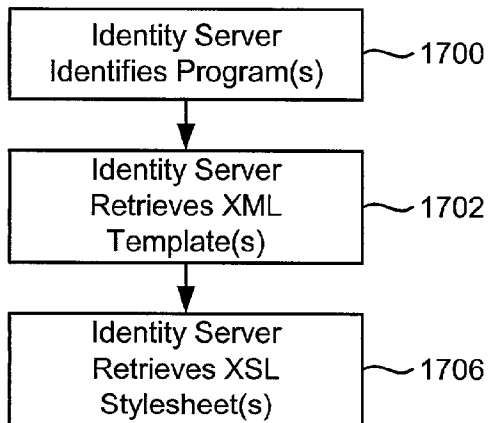 Identity Server
Identifies Program(s)
1700
Identity Server
Retrieves XML
Template(s)
1702
Identity Server
Retrieves XSL
Stylesheet(s)
1706